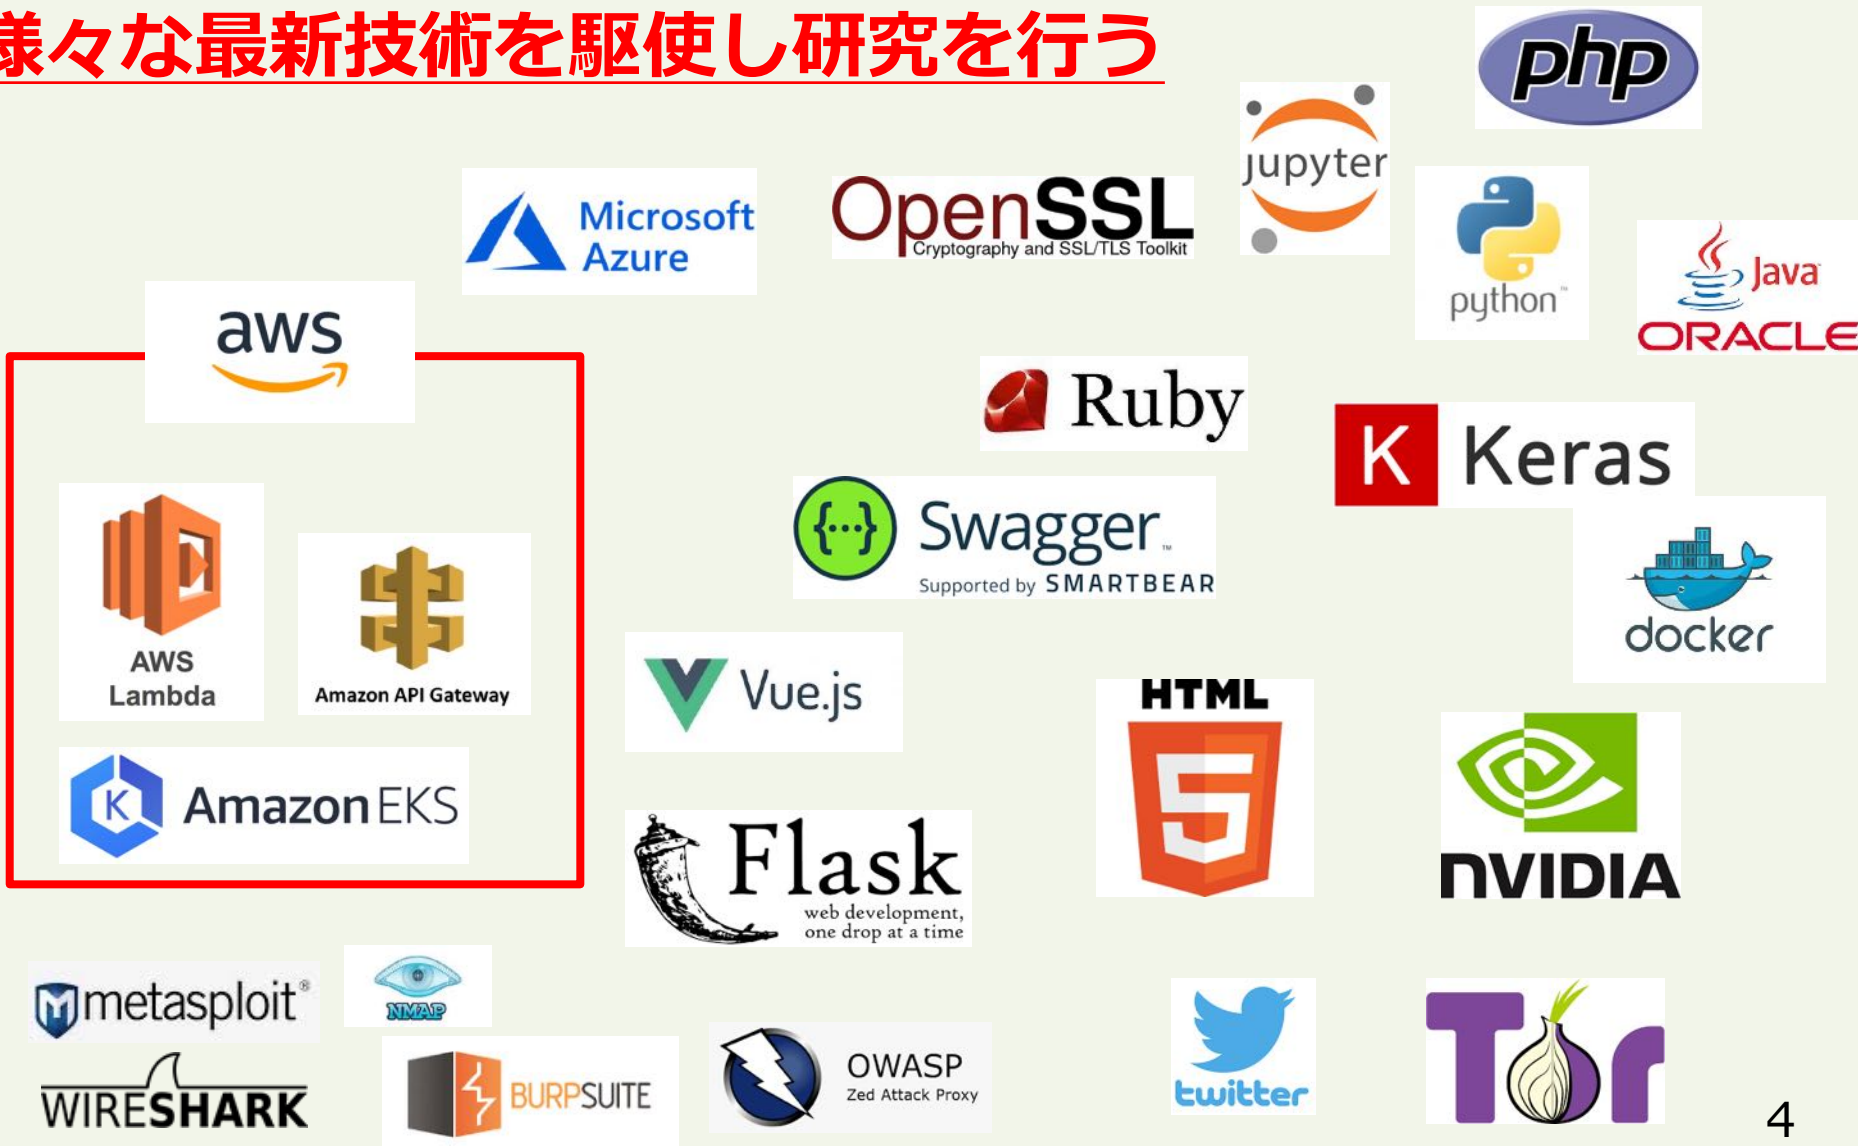 様々な最新技術を駆使し研究を行う
php
jupyter
Microsoft
Azure
OpenSSL
Cryptography and SSL/TLS Toolkit
python™
Java
ORACLE
aws
Ruby
K Keras
{…} Swagger™
Supported by SMARTBEAR
docker
AWS
Lambda
Amazon API Gateway
Vue.js
HTML
5
K Amazon EKS
nVIDIA
Flask
web development,
one drop at a time
metasploit®
NMAP
WIRESHARK
BURPSUITE
OWASP
Zed Attack Proxy
twitter
Tor
4